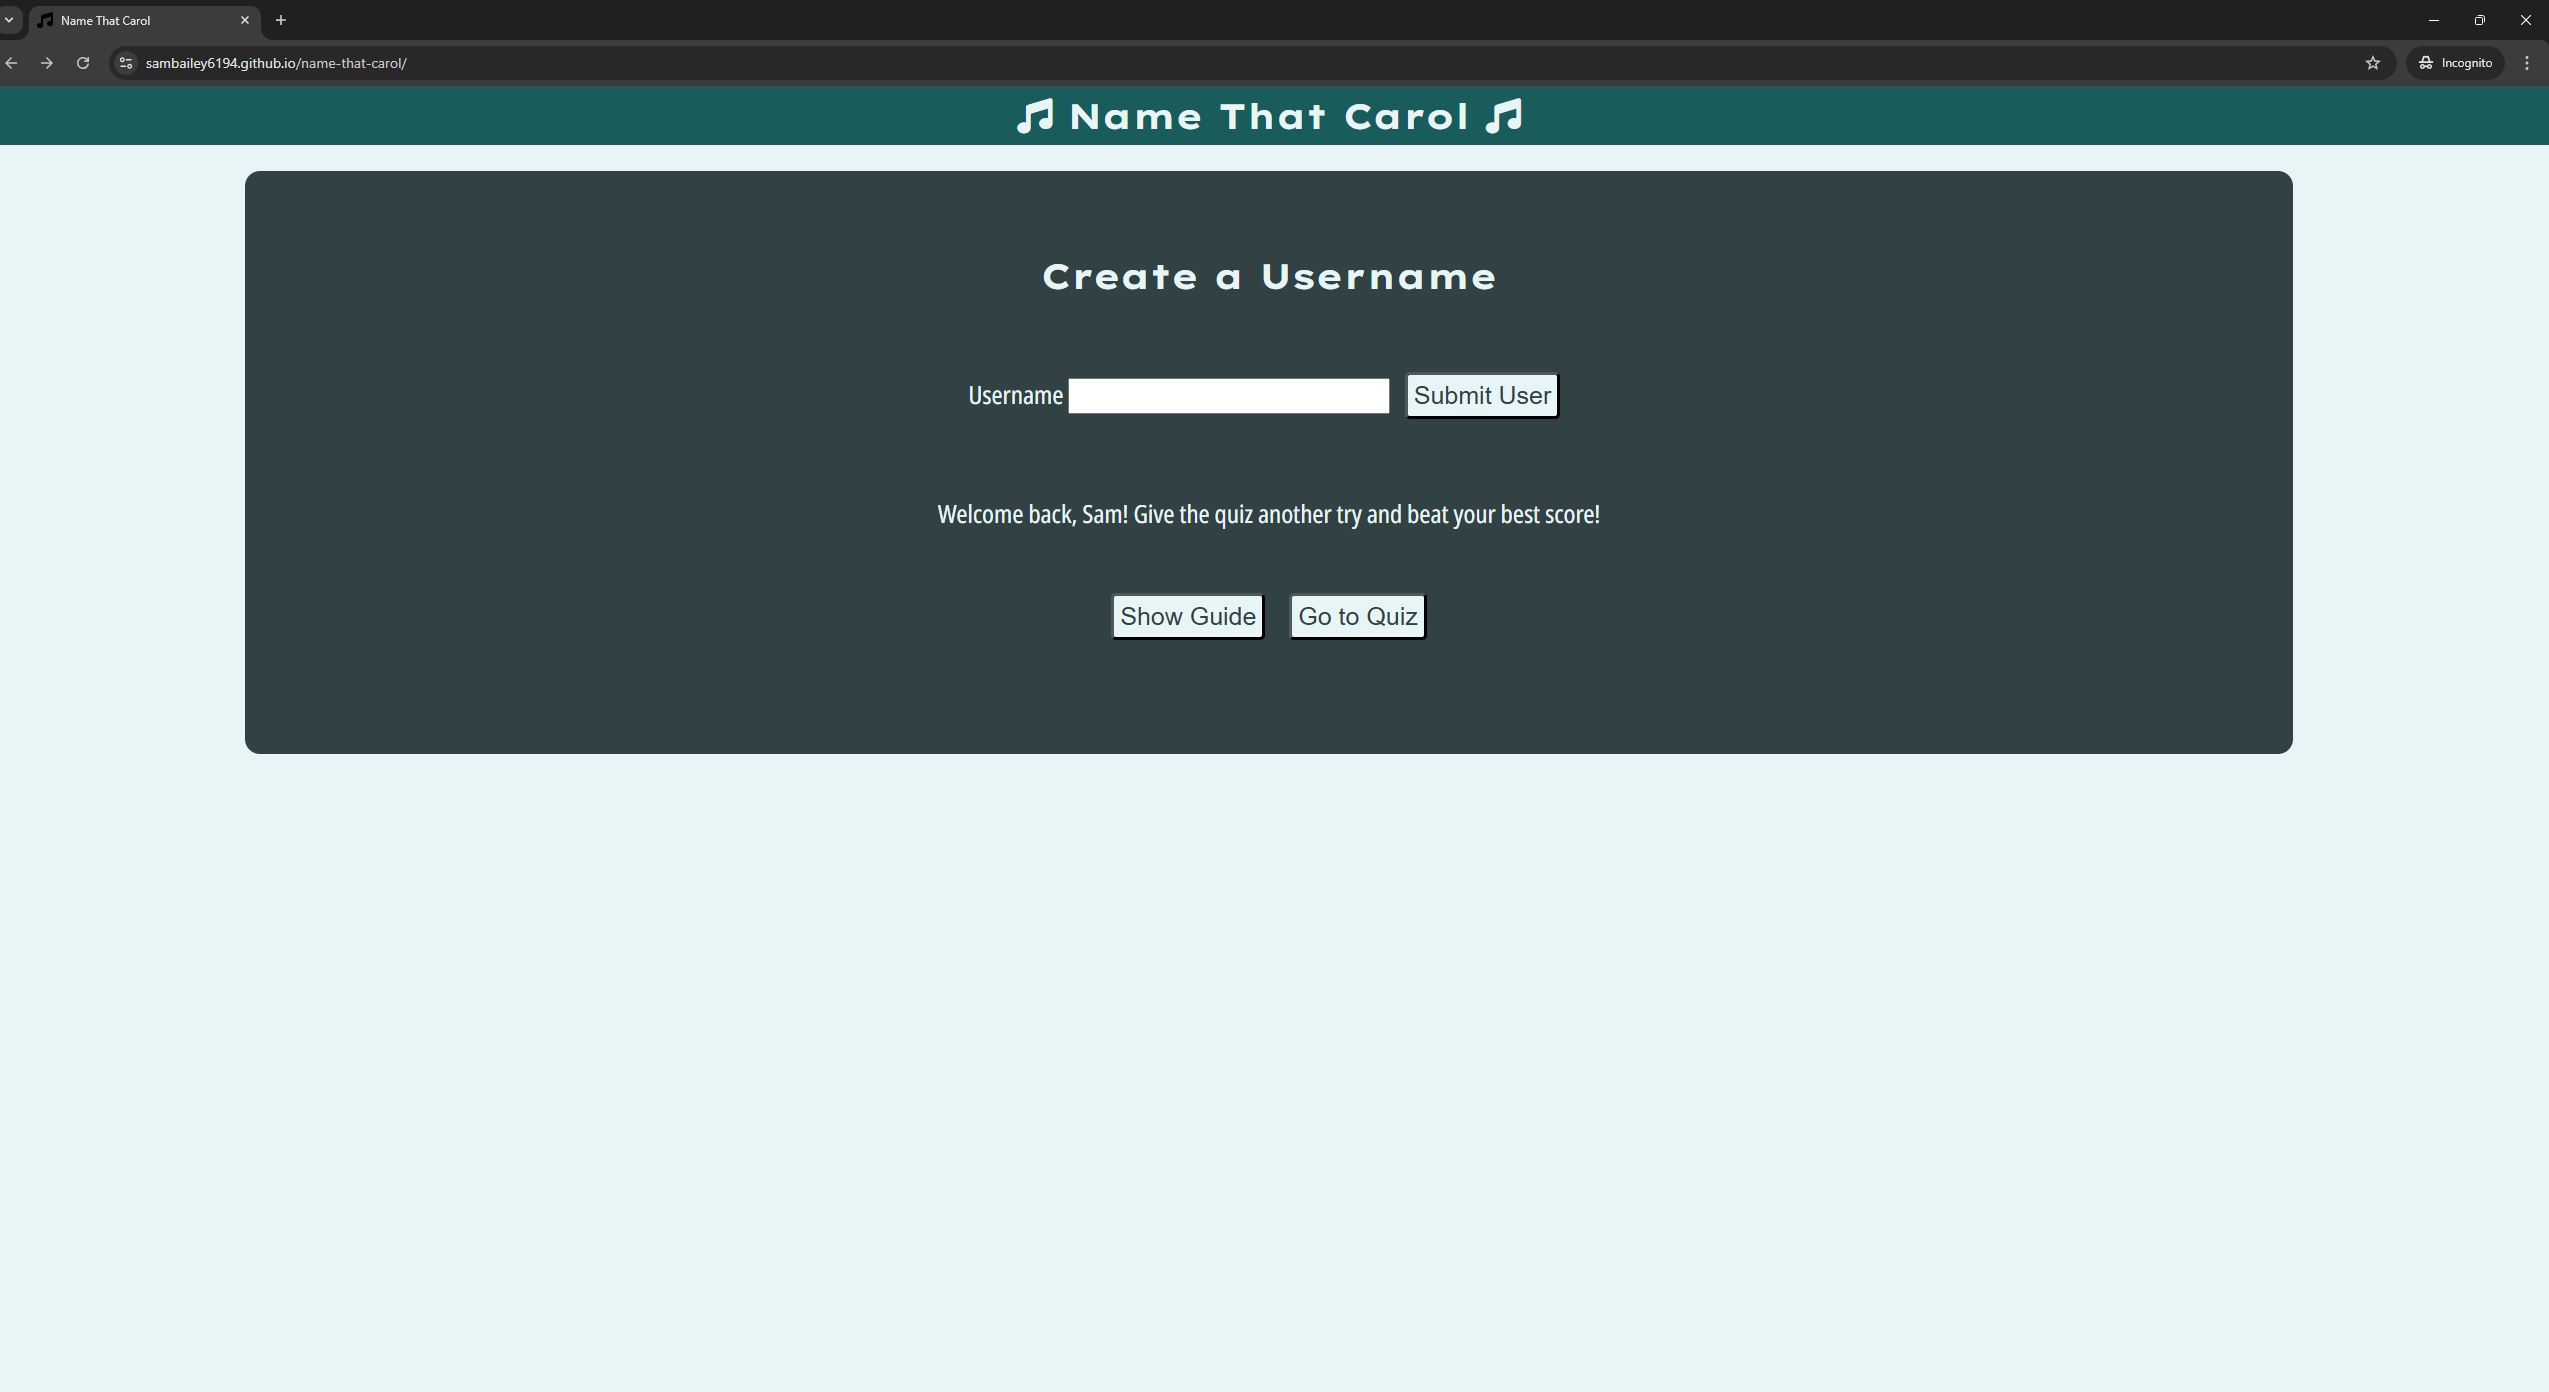 Name That Carol
sambailey6194.github.io/name-that-carol/
Incognito
Name That Carol
Create a Username
Username
Submit User
Welcome back, Sam! Give the quiz another try and beat your best score!
Show Guide
Go to Quiz